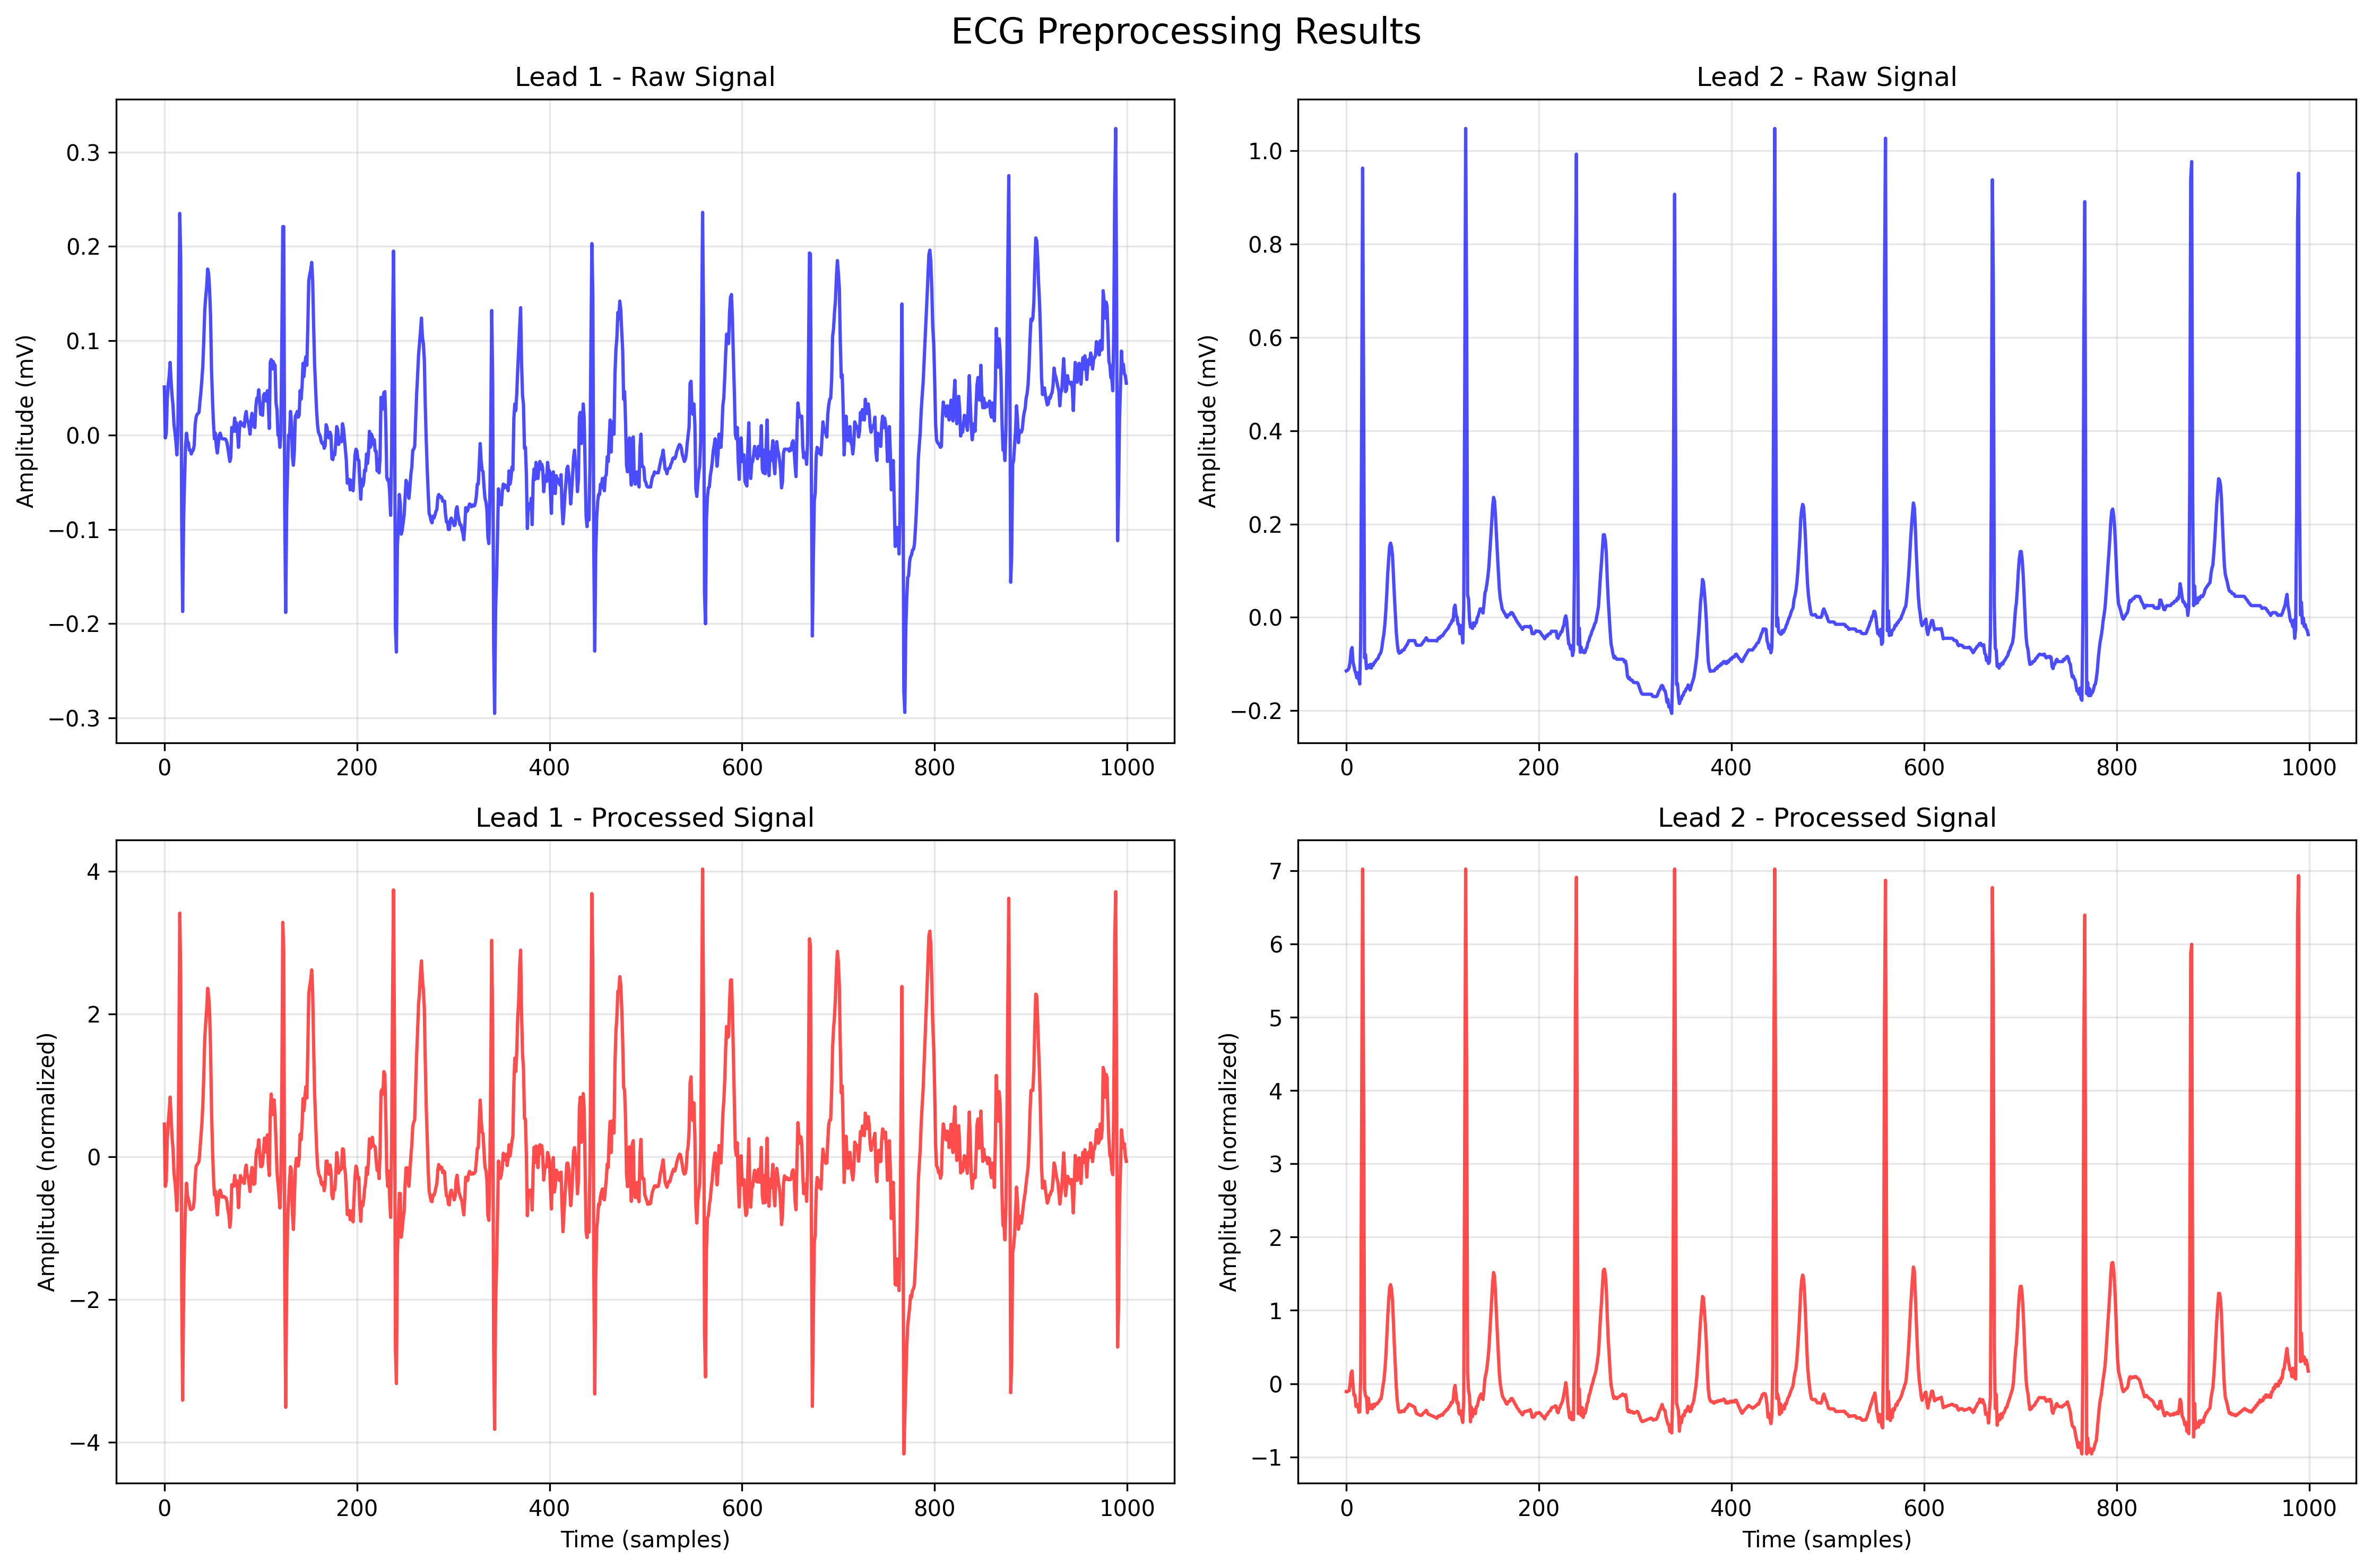 ECG Preprocessing Results
Lead 1 - Raw Signal
Amplitude (mV)
0.3
0.2
0.1
0.0
−0.1
−0.2
−0.3
0 200 400 600 800 1000
Lead 2 - Raw Signal
Amplitude (mV)
1.0
0.8
0.6
0.4
0.2
0.0
−0.2
0 200 400 600 800 1000
Lead 1 - Processed Signal
Amplitude (normalized)
4
2
0
−2
−4
0 200 400 600 800 1000
Time (samples)
Lead 2 - Processed Signal
Amplitude (normalized)
7
6
5
4
3
2
1
0
−1
0 200 400 600 800 1000
Time (samples)